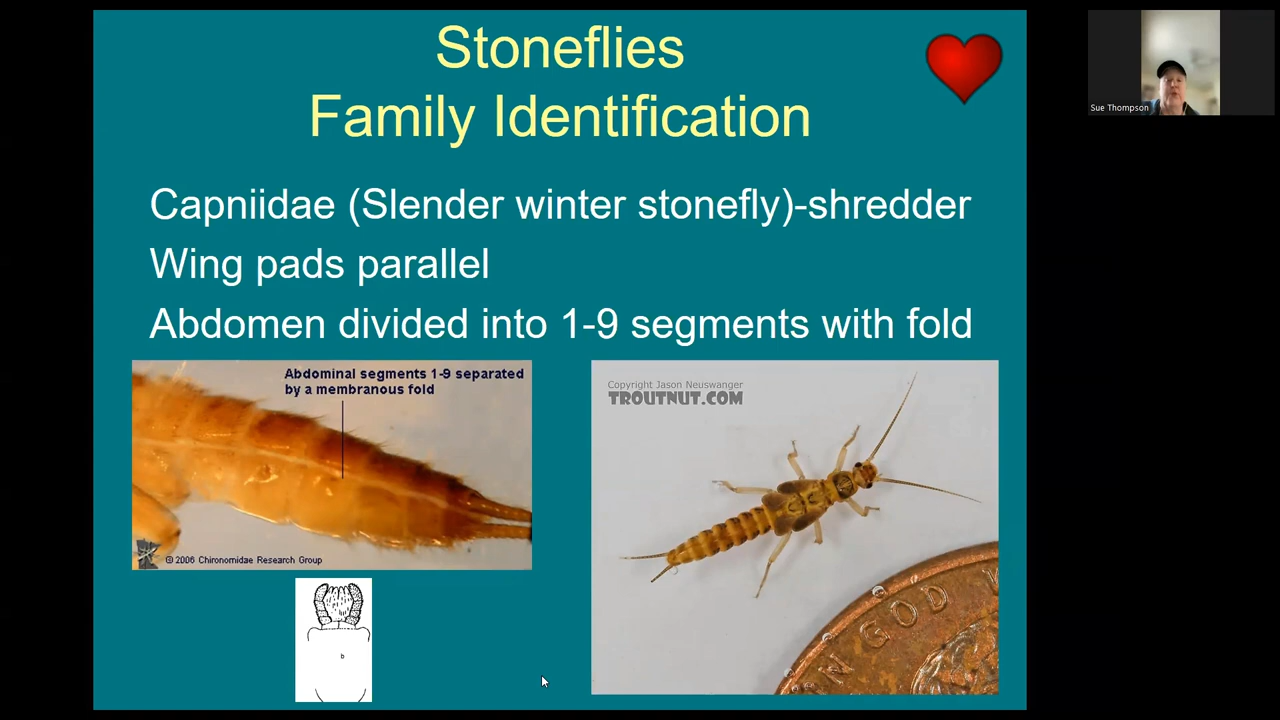 Stoneflies
Family Identification
Sue Thompson
Capniidae (Slender winter stonefly)-shredder
Wing pads parallel
Abdomen divided into 1-9 segments with fold
Abdominal segments 1-9 separated
by a membranous fold
© 2006 Chironomidae Research Group
b
Copyright Jason Neuswanger
TROUTNUT.COM
N GOD W